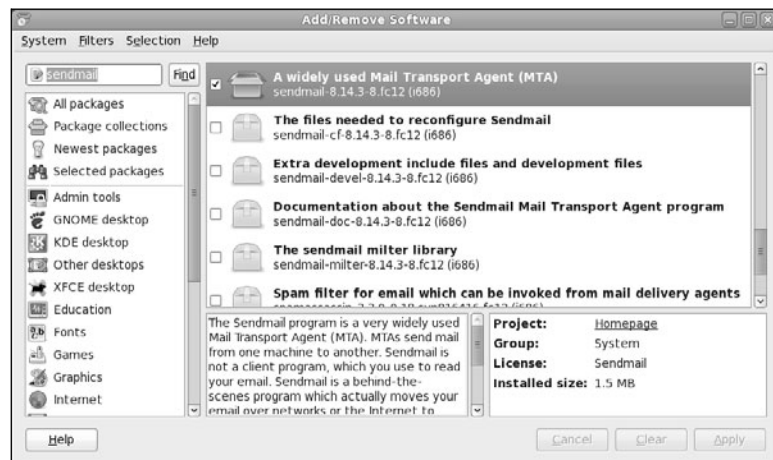 Add/Remove Software
System Filters Selection Help
sendmail Find
All packages
Package collections
Newest packages
Selected packages
Admin tools
GNOME desktop
KDE desktop
Other desktops
XFCE desktop
Education
Fonts
Games
Graphics
Internet
A widely used Mail Transport Agent (MTA)
sendmail-8.14.3-8.fc12 (i686)
The files needed to reconfigure Sendmail
sendmail-cf-8.14.3-8.fc12 (i686)
Extra development include files and development files
sendmail-devel-8.14.3-8.fc12 (i686)
Documentation about the Sendmail Mail Transport Agent program
sendmail-doc-8.14.3-8.fc12 (i686)
The sendmail milter library
sendmail-milter-8.14.3-8.fc12 (i686)
Spam filter for email which can be invoked from mail delivery agents
The Sendmail program is a very widely used
Mail Transport Agent (MTA). MTAs send mail
from one machine to another. Sendmail is
not a client program, which you use to read
your email. Sendmail is a behind-the-
scenes program which actually moves your
email over networks or the Internet to
Project: Homepage
Group: System
License: Sendmail
Installed size: 1.5 MB
Help
Cancel Clear Apply